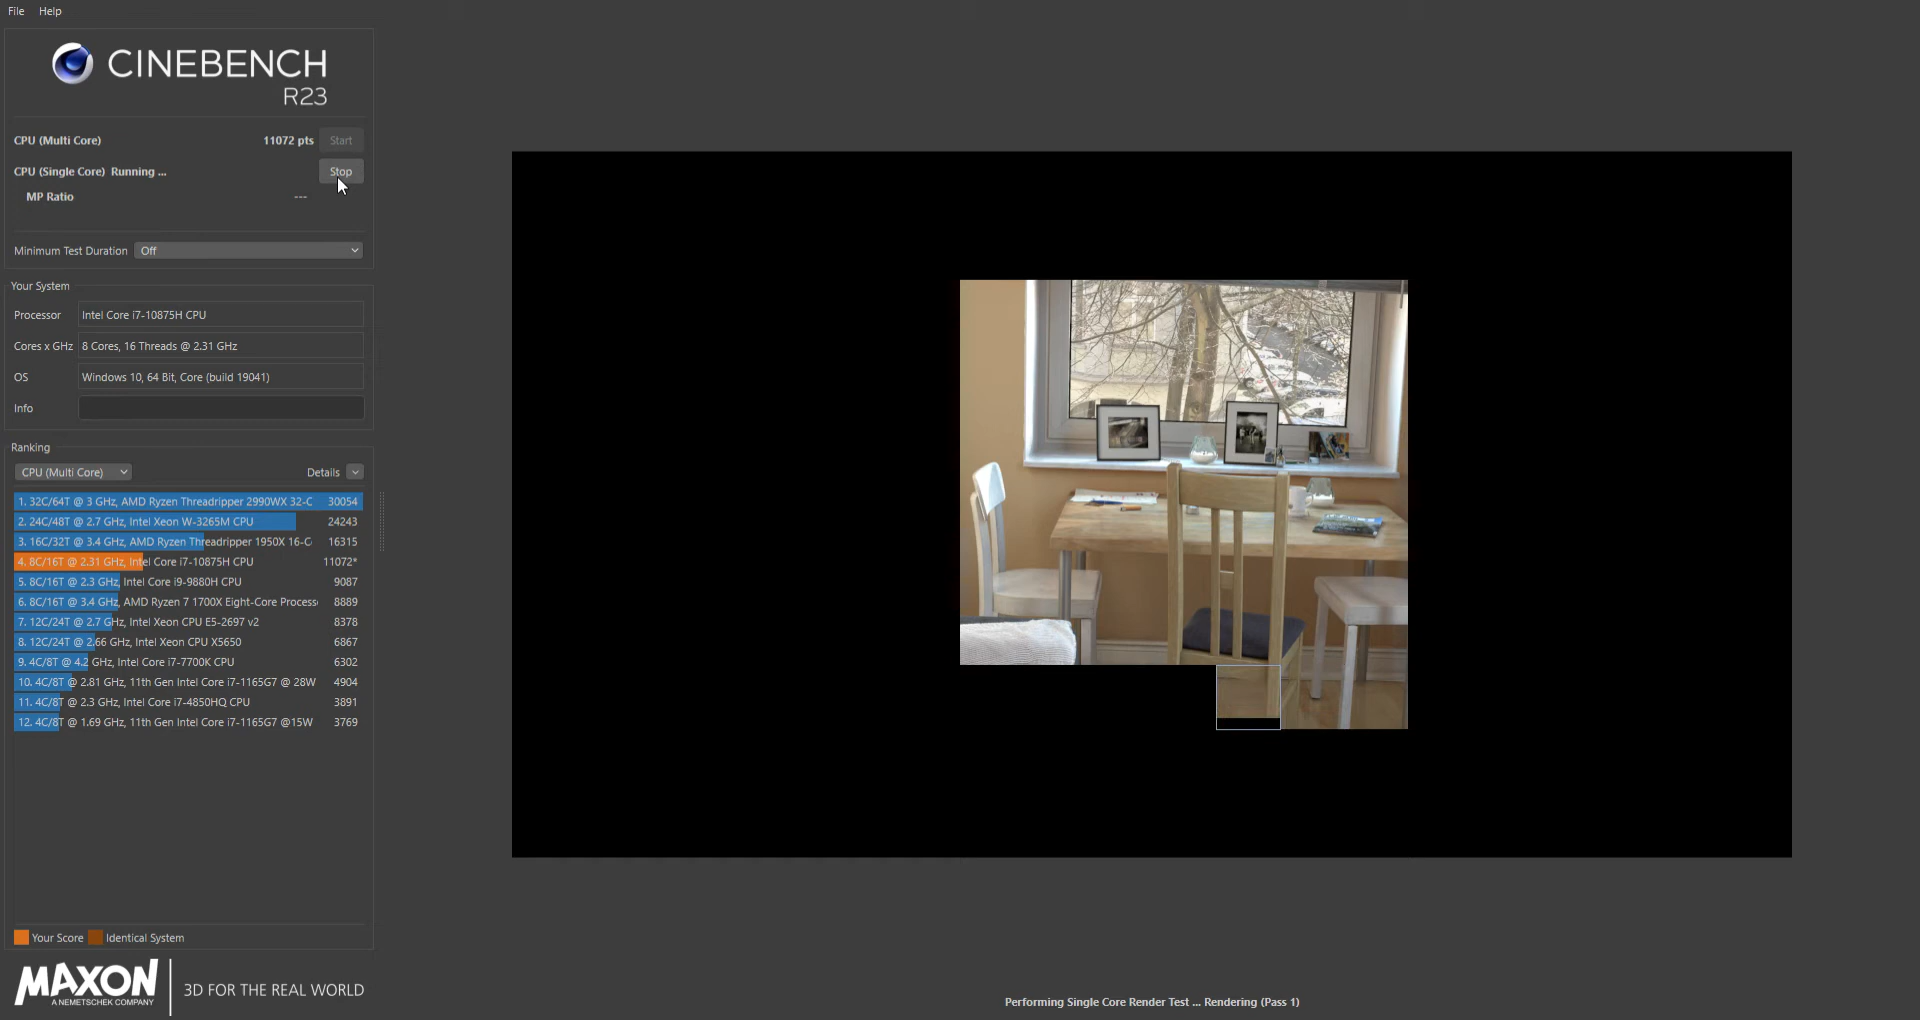 File Help
CINEBENCH
R23
CPU (Multi Core) 11072 pts Start
CPU (Single Core) Running ... Stop
MP Ratio ---
Minimum Test Duration Off
Your System
Processor Intel Core i7-10875H CPU
Cores x GHz 8 Cores, 16 Threads @ 2.31 GHz
OS Windows 10, 64 Bit, Core (build 19041)
Info
Ranking
CPU (Multi Core) Details
1. 32C/64T @ 3 GHz, AMD Ryzen Threadripper 2990WX 32-C 30054
2. 24C/48T @ 2.7 GHz, Intel Xeon W-3265M CPU 24243
3. 16C/32T @ 3.4 GHz, AMD Ryzen Threadripper 1950X 16-C 16315
4. 8C/16T @ 2.31 GHz, Intel Core i7-10875H CPU 11072*
5. 8C/16T @ 2.3 GHz, Intel Core i9-9880H CPU 9087
6. 8C/16T @ 3.4 GHz, AMD Ryzen 7 1700X Eight-Core Process 8889
7. 12C/24T @ 2.7 GHz, Intel Xeon CPU E5-2697 v2 8378
8. 12C/24T @ 2.66 GHz, Intel Xeon CPU X5650 6867
9. 4C/8T @ 4.2 GHz, Intel Core i7-7700K CPU 6302
10. 4C/8T @ 2.81 GHz, 11th Gen Intel Core i7-1165G7 @ 28W 4904
11. 4C/8T @ 2.3 GHz, Intel Core i7-4850HQ CPU 3891
12. 4C/8T @ 1.69 GHz, 11th Gen Intel Core i7-1165G7 @15W 3769
Your Score Identical System
MAXON
A NEMETSCHEK COMPANY
3D FOR THE REAL WORLD
Performing Single Core Render Test ... Rendering (Pass 1)